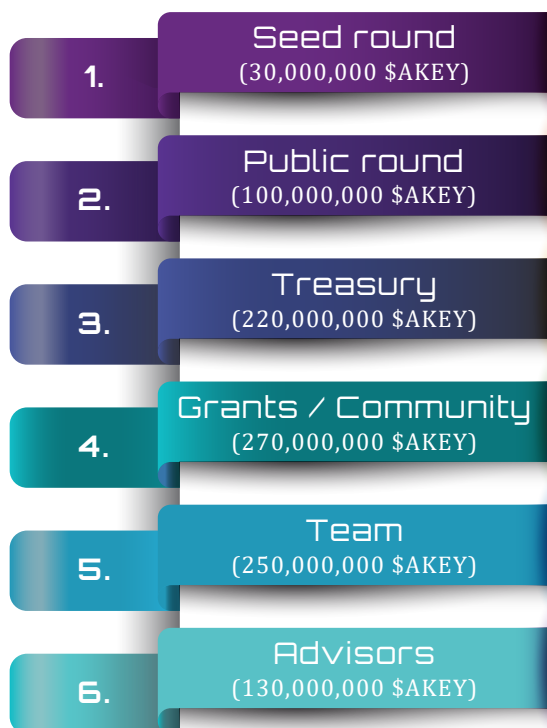 1.
Seed round
(30,000,000 $AKEY)
2.
Public round
(100,000,000 $AKEY)
3.
Treasury
(220,000,000 $AKEY)
4.
Grants / Community
(270,000,000 $AKEY)
5.
Team
(250,000,000 $AKEY)
6.
Advisors
(130,000,000 $AKEY)